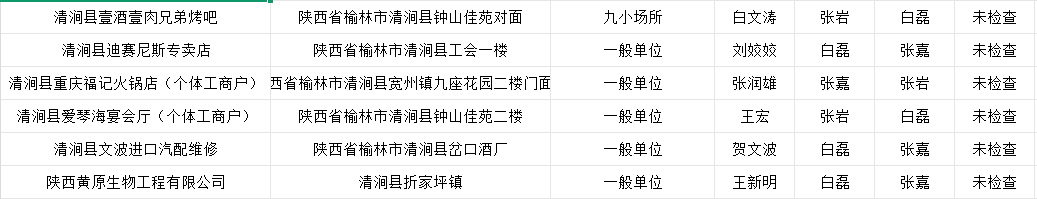 清涧县壹酒壹肉兄弟烤吧 陕西省榆林市清涧县钟山佳苑对面 九小场所 白文涛 张岩 白磊 未检查
清涧县迪赛尼斯专卖店 陕西省榆林市清涧县工会一楼 一般单位 刘姣姣 白磊 张嘉 未检查
清涧县重庆福记火锅店（个体工商户） 西省榆林市清涧县宽州镇九座花园二楼门面 一般单位 张润雄 张嘉 张岩 未检查
清涧县爱琴海宴会厅（个体工商户） 陕西省榆林市清涧县钟山佳苑二楼 一般单位 王宏 张岩 白磊 未检查
清涧县文波进口汽配维修 陕西省榆林市清涧县岔口酒厂 一般单位 贺文波 白磊 张嘉 未检查
陕西黄原生物工程有限公司 清涧县折家坪镇 一般单位 王新明 白磊 张嘉 未检查